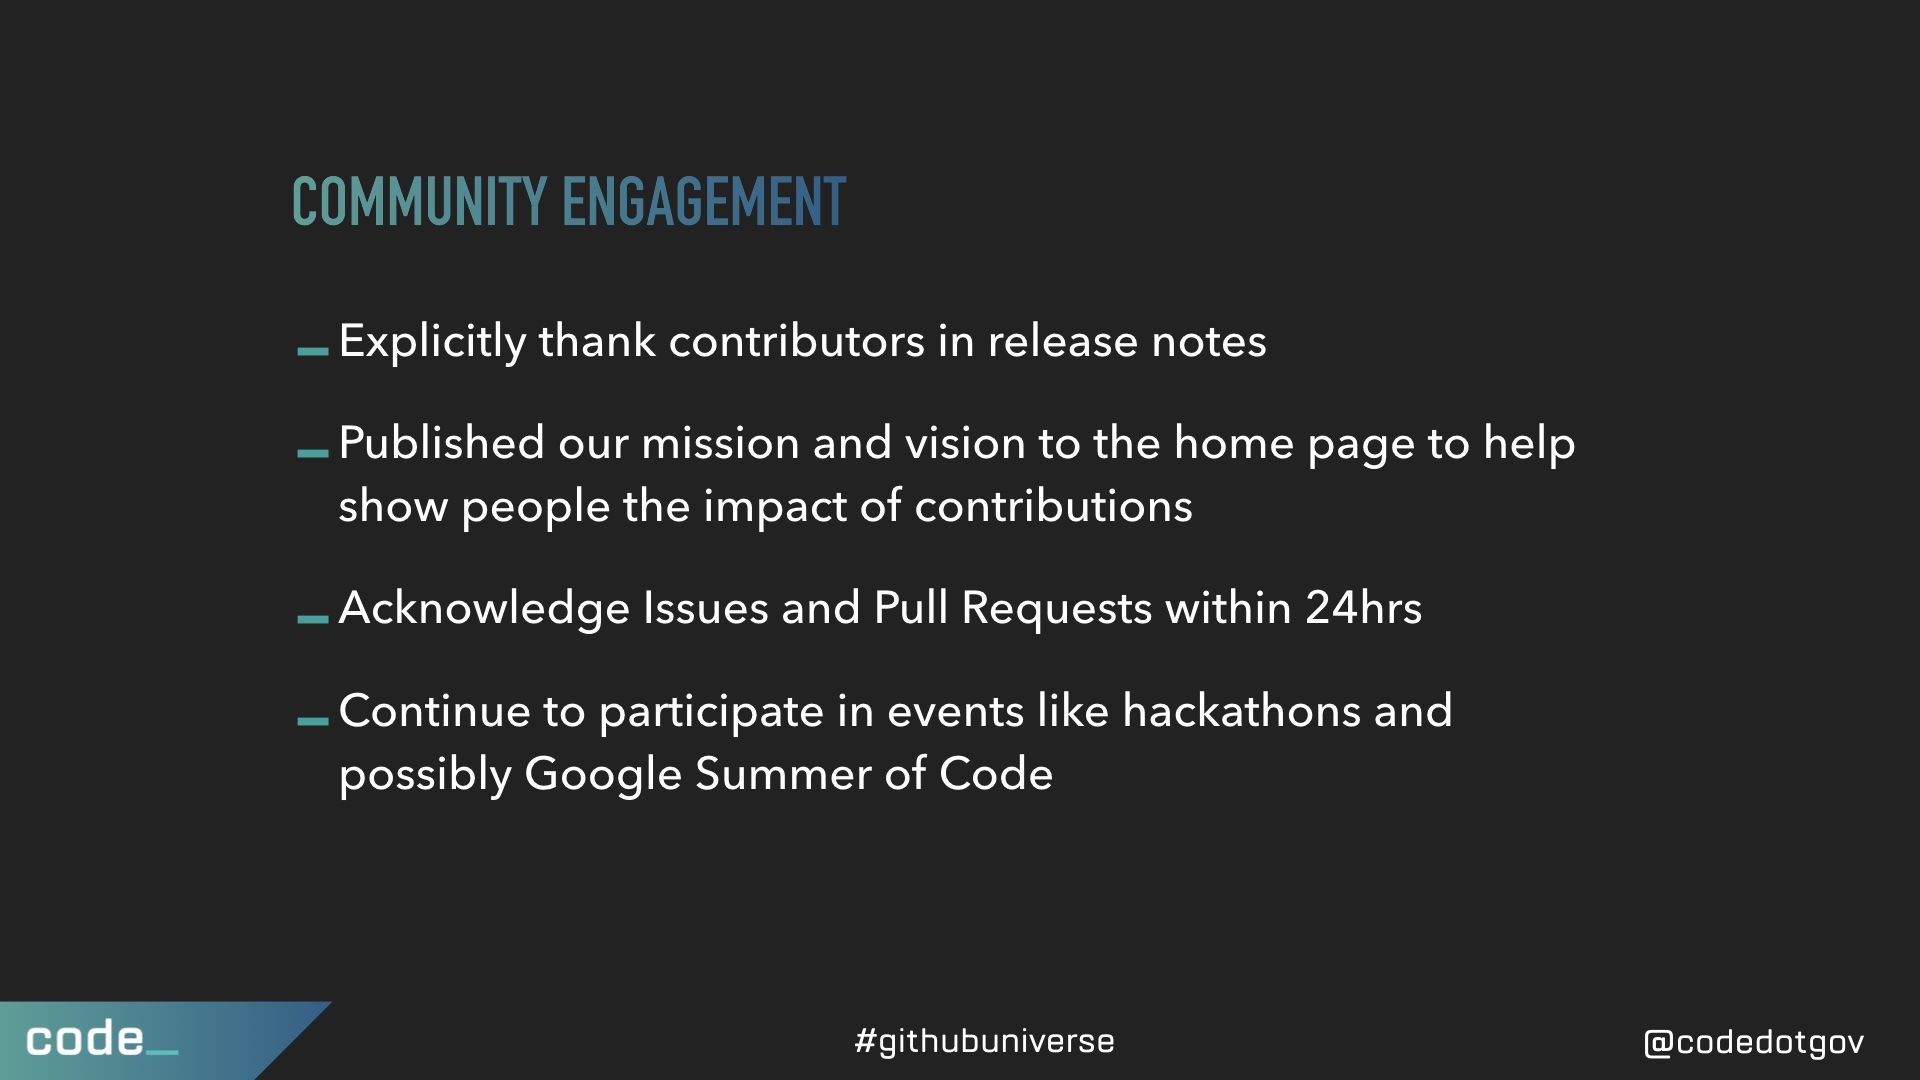 COMMUNITY ENGAGEMENT
Explicitly thank contributors in release notes
Published our mission and vision to the home page to help
show people the impact of contributions
Acknowledge Issues and Pull Requests within 24hrs
Continue to participate in events like hackathons and
possibly Google Summer of Code
code_
#githubuniverse
@codedotgov